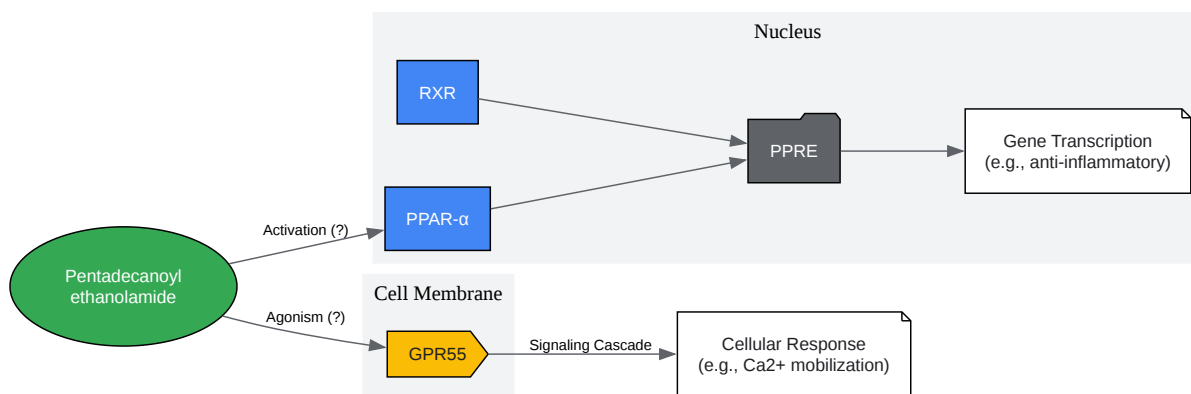 Nucleus
RXR
PPRE
Gene Transcription
(e.g., anti-inflammatory)
PPAR-α
Activation (?)
Pentadecanoyl
ethanolamide
Agonism (?)
Cell Membrane
GPR55
Signaling Cascade
Cellular Response
(e.g., Ca2+ mobilization)